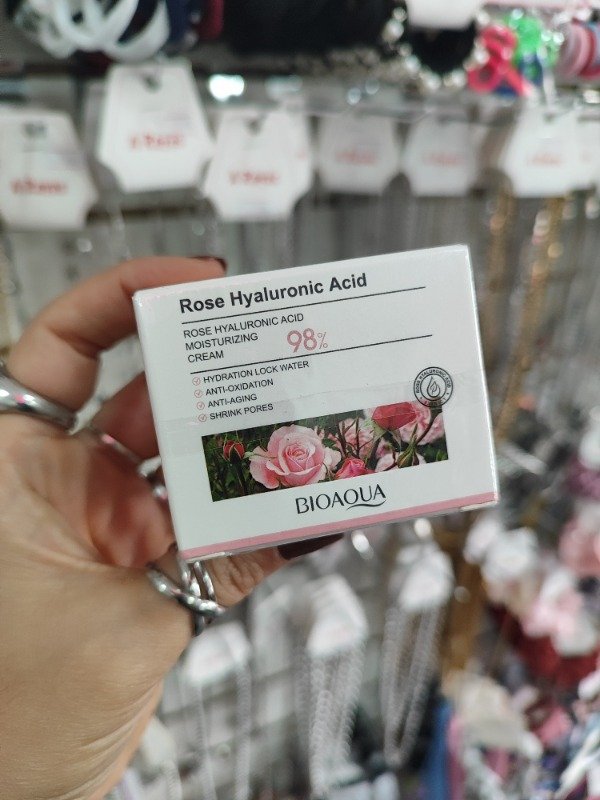 Rose Hyaluronic Acid
ROSE HYALURONIC ACID
MOISTURIZING
CREAM
98%
HYDRATION LOCK WATER
ANTI-OXIDATION
ANTI-AGING
SHRINK PORES
BIOAQUA